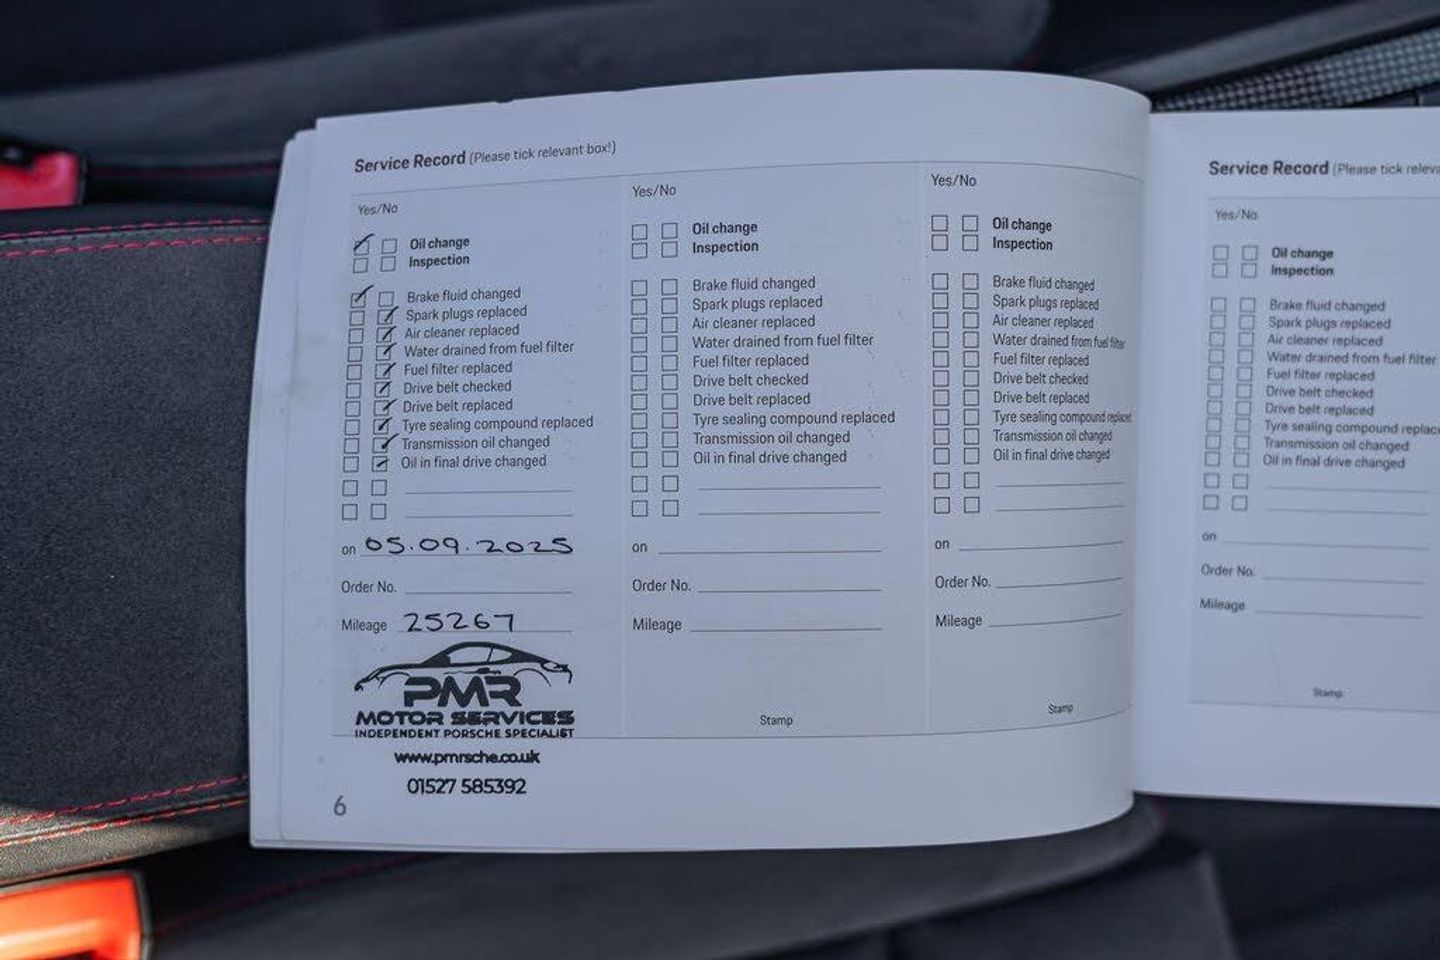 Service Record (Please tick relevant box!)
Yes/No
Oil change
Inspection
Brake fluid changed
Spark plugs replaced
Air cleaner replaced
Water drained from fuel filter
Fuel filter replaced
Drive belt checked
Drive belt replaced
Tyre sealing compound replaced
Transmission oil changed
Oil in final drive changed
on 05.09.2025
Order No.
Mileage 25267
PMR
MOTOR SERVICES
INDEPENDENT PORSCHE SPECIALIST
www.pmrsche.co.uk
01527 585392
6
Yes/No
Oil change
Inspection
Brake fluid changed
Spark plugs replaced
Air cleaner replaced
Water drained from fuel filter
Fuel filter replaced
Drive belt checked
Drive belt replaced
Tyre sealing compound replaced
Transmission oil changed
Oil in final drive changed
on
Order No.
Mileage
Stamp
Yes/No
Oil change
Inspection
Brake fluid changed
Spark plugs replaced
Air cleaner replaced
Water drained from fuel filter
Fuel filter replaced
Drive belt checked
Drive belt replaced
Tyre sealing compound replaced
Transmission oil changed
Oil in final drive changed
on
Order No.
Mileage
Stamp
Service Record (Please tick
Yes/No
Oil change
Inspection
Brake fluid changed
Spark plugs replaced
Air cleaner replaced
Water drained from fuel filter
Fuel filter replaced
Drive belt checked
Drive belt replaced
Tyre sealing compound
Transmission oil changed
Oil in final drive changed
on
Order No.
Mileage
Stamp